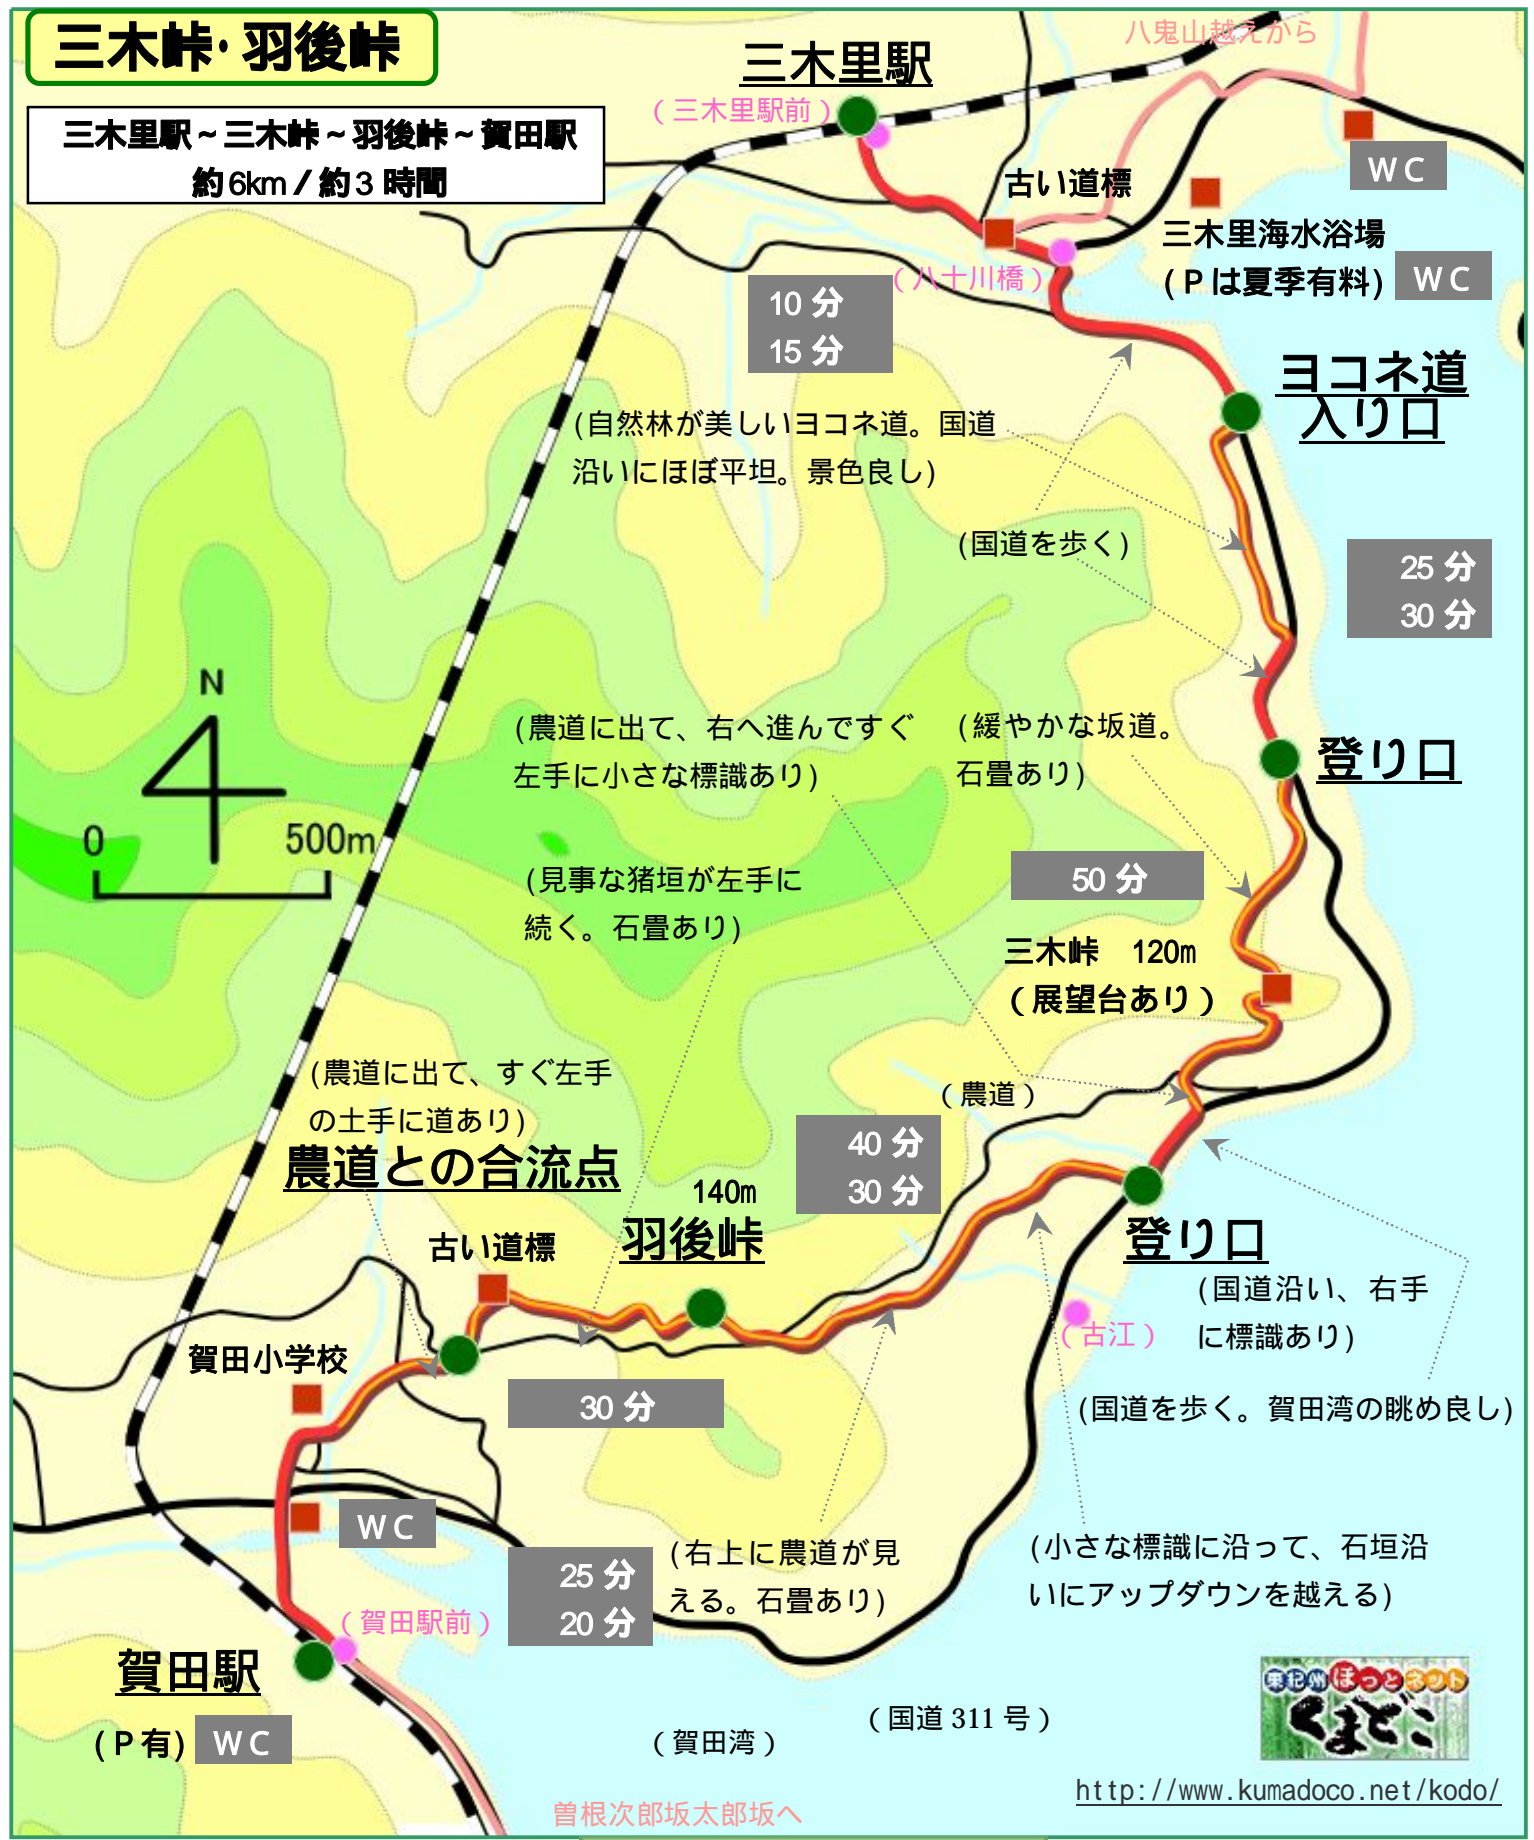 三木峠・羽後峠
三木里駅～三木峠～羽後峠～賀田駅
約6km／約3時間
八鬼山越えから
三木里駅
（三木里駅前）
WC
古い道標
三木里海水浴場
(Pは夏季有料)
WC
（八十川橋）
10分
15分
ヨコネ道
入り口
(自然林が美しいヨコネ道。国道
沿いにほぼ平坦。景色良し)
(国道を歩く)
25分
30分
N
0
500m
(農道に出て、右へ進んですぐ
左手に小さな標識あり)
(緩やかな坂道。
石畳あり)
登り口
50分
(見事な猪垣が左手に
続く。石畳あり)
三木峠 120m
（展望台あり）
(農道に出て、すぐ左手
の土手に道あり)
（農道）
農道との合流点
40分
30分
140m
羽後峠
古い道標
登り口
(国道沿い、右手
に標識あり)
（古江）
賀田小学校
30分
(国道を歩く。賀田湾の眺め良し)
WC
25分
20分
(右上に農道が見
える。石畳あり)
(小さな標識に沿って、石垣沿
いにアップダウンを越える)
（賀田駅前）
賀田駅
(P有)
WC
（賀田湾）
（国道311号）
東紀州ほっとネット
くまどこ
http://www.kumadoco.net/kodo/
曽根次郎坂太郎坂へ